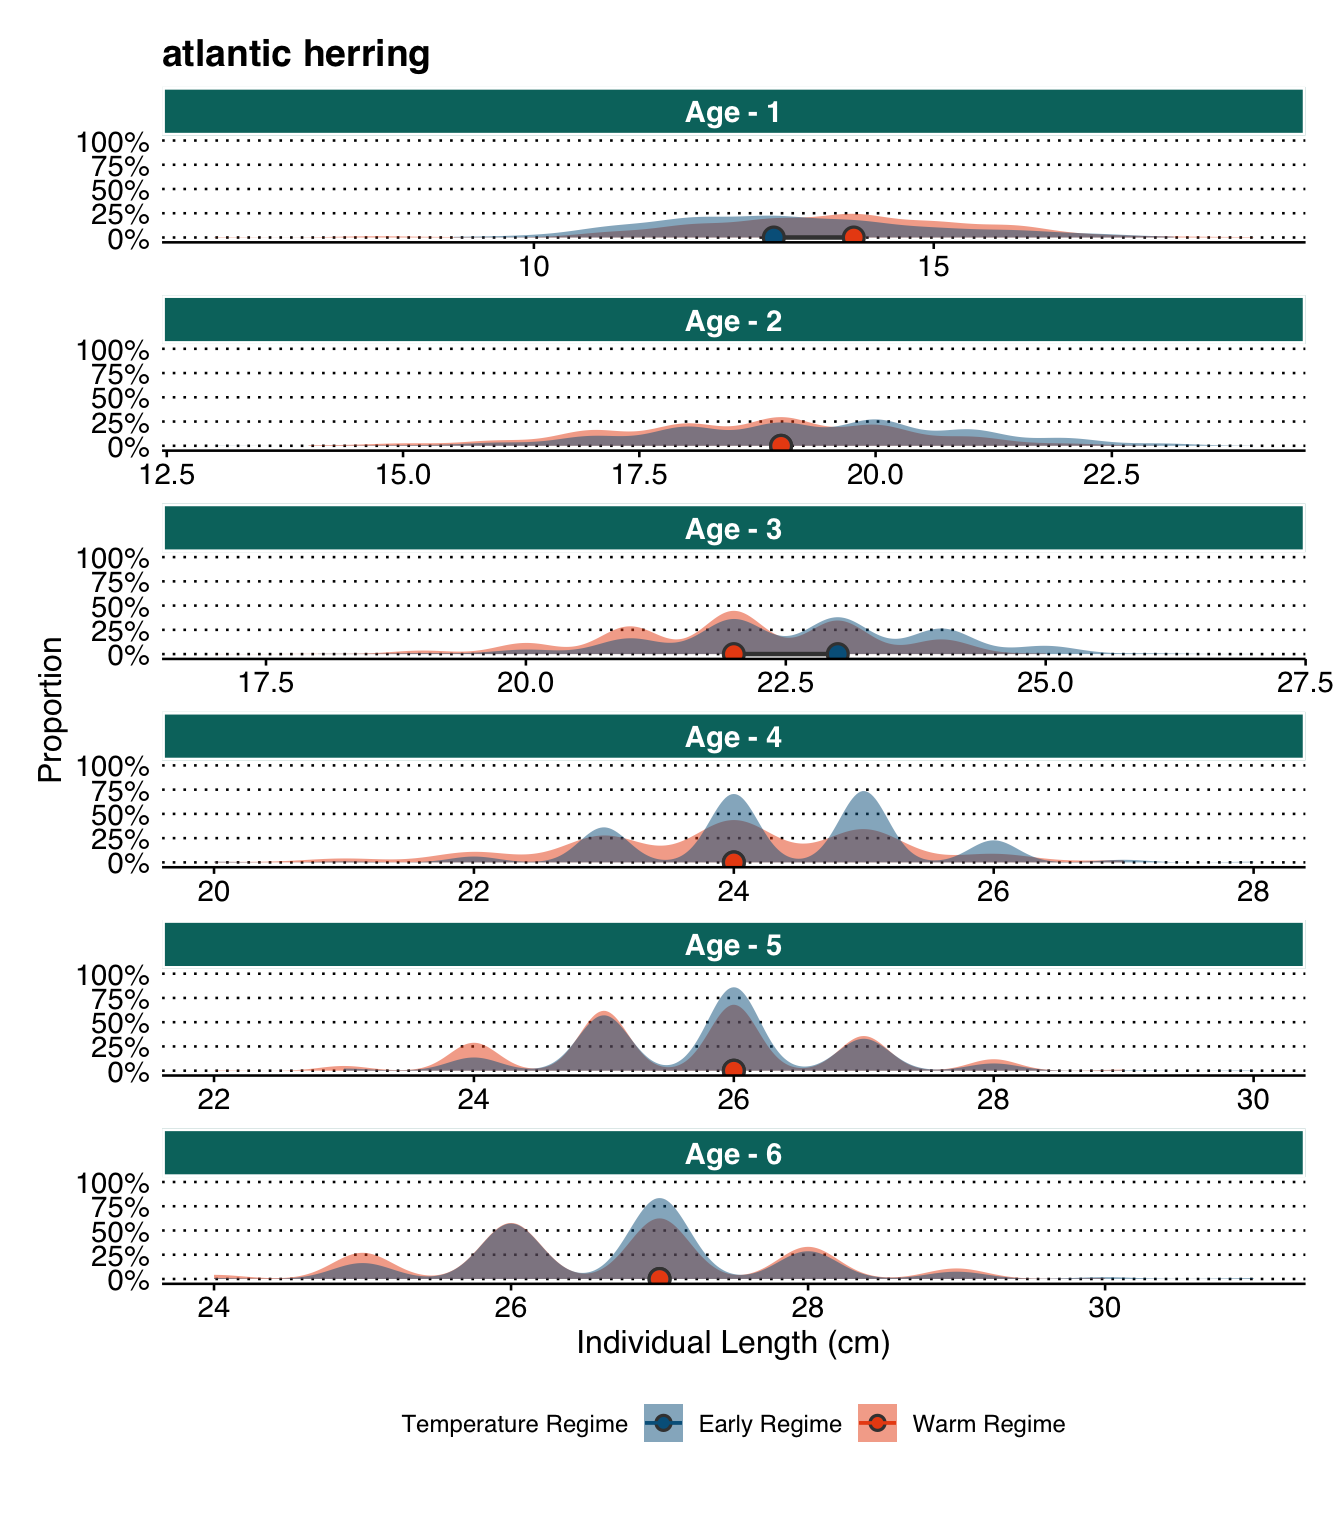 atlantic herring
Age - 1
100%
75%
50%
25%
0%
10 15
Age - 2
100%
75%
50%
25%
0%
12.5 15.0 17.5 20.0 22.5
Age - 3
100%
75%
50%
25%
0%
17.5 20.0 22.5 25.0 27.5
Proportion
Age - 4
100%
75%
50%
25%
0%
20 22 24 26 28
Age - 5
100%
75%
50%
25%
0%
22 24 26 28 30
Age - 6
100%
75%
50%
25%
0%
24 26 28 30
Individual Length (cm)
Temperature Regime Early Regime Warm Regime